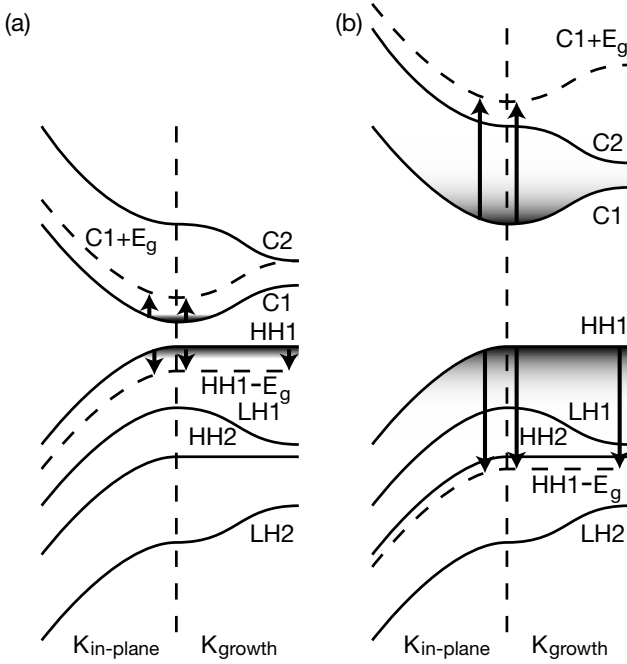 (a)
C1+Eg
C2
C1
HH1
HH1-Eg
LH1
HH2
LH2
Kin-plane Kgrowth
(b)
C1+Eg
C2
C1
HH1
LH1
HH2
HH1-Eg
LH2
Kin-plane Kgrowth